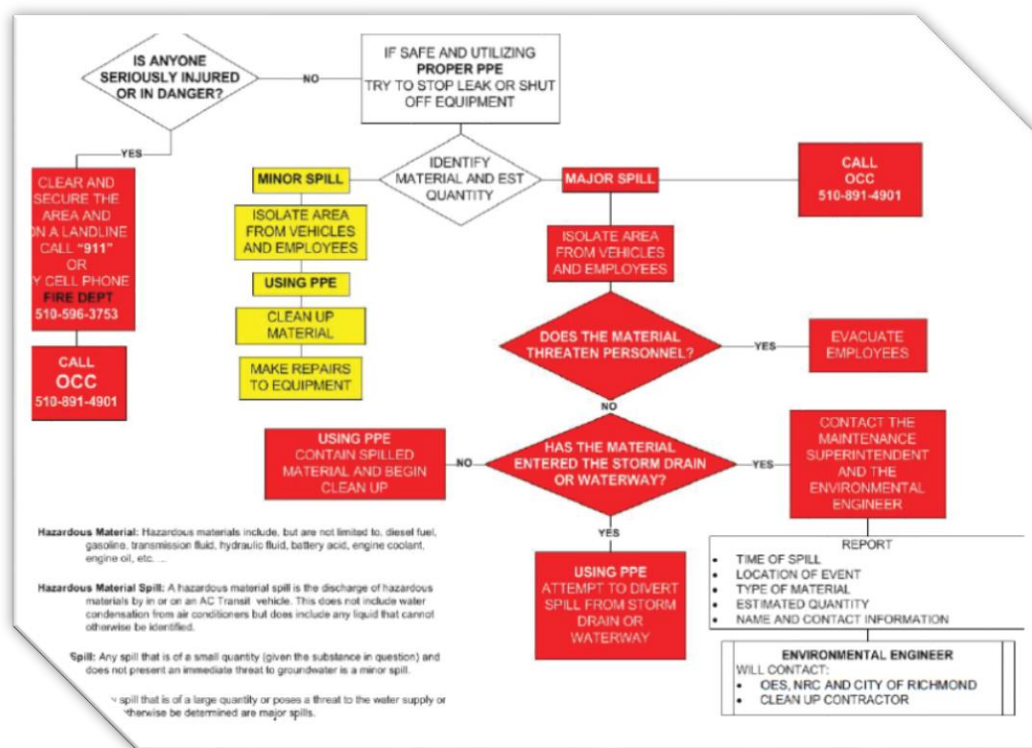 IS ANYONE
SERIOUSLY INJURED
OR IN DANGER?
NO
IF SAFE AND UTILIZING
PROPER PPE
TRY TO STOP LEAK OR SHUT
OFF EQUIPMENT
YES
CLEAR AND
SECURE THE
AREA AND
ON A LANDLINE
CALL "911"
OR
Y CELL PHONE
FIRE DEPT
510-596-3753
CALL
OCC
510-891-4901
IDENTIFY
MATERIAL AND EST
QUANTITY
MINOR SPILL
ISOLATE AREA
FROM VEHICLES
AND EMPLOYEES
USING PPE
CLEAN UP
MATERIAL
MAKE REPAIRS
TO EQUIPMENT
MAJOR SPILL
CALL
OCC
510-891-4901
ISOLATE AREA
FROM VEHICLES
AND EMPLOYEES
DOES THE MATERIAL
THREATEN PERSONNEL?
YES
EVACUATE
EMPLOYEES
NO
HAS THE MATERIAL
ENTERED THE STORM DRAIN
OR WATERWAY?
NO
USING PPE
CONTAIN SPILLED
MATERIAL AND BEGIN
CLEAN UP
YES
CONTACT THE
MAINTENANCE
SUPERINTENDENT
AND THE
ENVIRONMENTAL
ENGINEER
YES
USING PPE
ATTEMPT TO DIVERT
SPILL FROM STORM
DRAIN OR
WATERWAY
REPORT
• TIME OF SPILL
• LOCATION OF EVENT
• TYPE OF MATERIAL
• ESTIMATED QUANTITY
• NAME AND CONTACT INFORMATION
ENVIRONMENTAL ENGINEER
WILL CONTACT:
• OES, NRC AND CITY OF RICHMOND
• CLEAN UP CONTRACTOR
Hazardous Material: Hazardous materials include, but are not limited to, diesel fuel,
gasoline, transmission fluid, hydraulic fluid, battery acid, engine coolant,
engine oil, etc. ...
Hazardous Material Spill: A hazardous material spill is the discharge of hazardous
materials by in or on an AC Transit vehicle. This does not include water
condensation from air conditioners but does include any liquid that cannot
otherwise be identified.
Spill: Any spill that is of a small quantity (given the substance in question) and
does not present an immediate threat to groundwater is a minor spill.
spill that is of a large quantity or poses a threat to the water supply or
otherwise be determined are major spills.